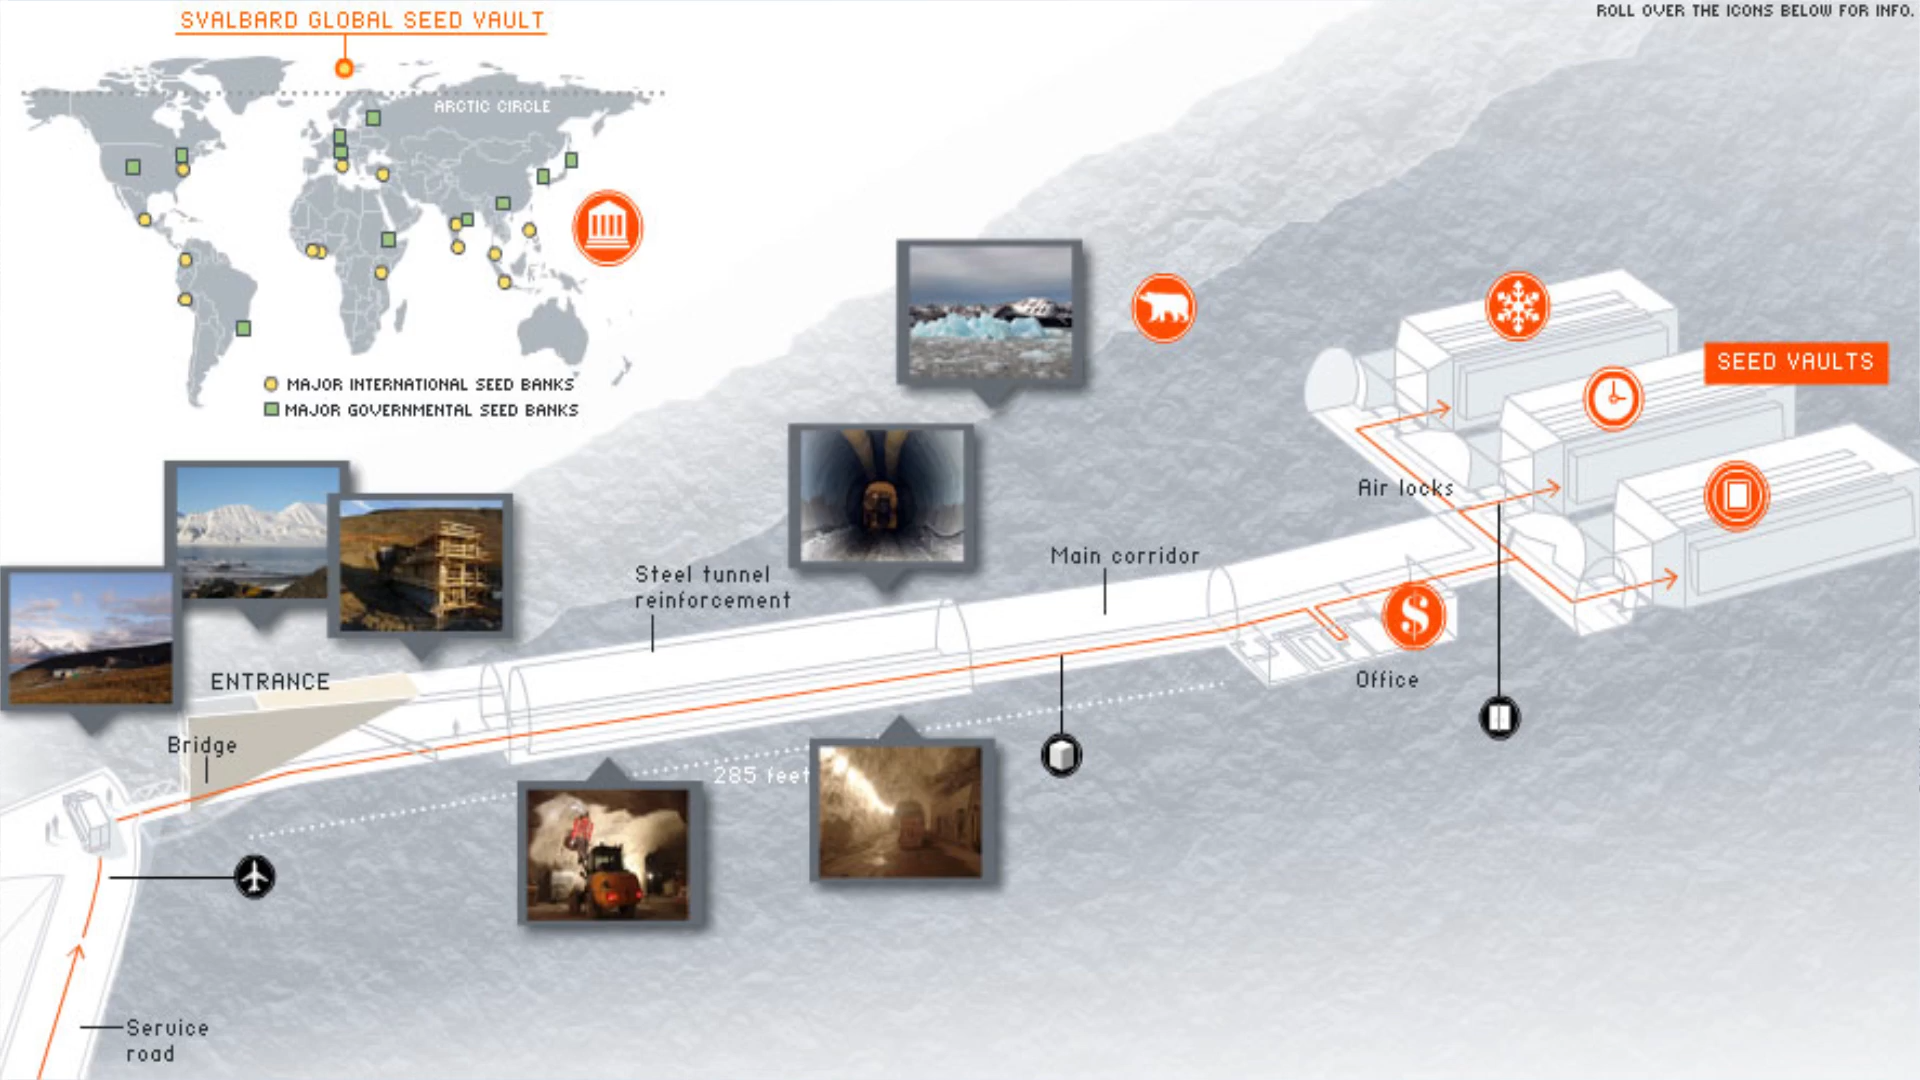 SVALBARD GLOBAL SEED VAULT
ROLL OVER THE ICONS BELOW FOR INFO.
ARCTIC CIRCLE
MAJOR INTERNATIONAL SEED BANKS
MAJOR GOVERNMENTAL SEED BANKS
SEED VAULTS
Air locks
Main corridor
Steel tunnel
reinforcement
ENTRANCE
Office
Bridge
285 feet
Service
road
$